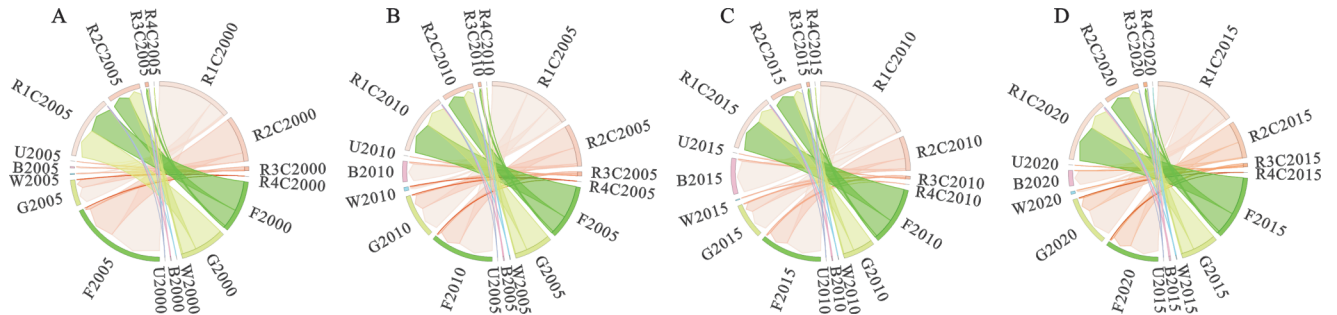 A
R1C2000
R2C2000
R3C2000
R4C2000
F2000
G2000
W2000
B2000
U2000
F2005
G2005
W2005
B2005
U2005
R1C2005
R2C2005
R3C2005
R4C2005
B
R1C2005
R2C2005
R3C2005
R4C2005
F2005
G2005
W2005
B2005
U2005
F2010
G2010
W2010
B2010
U2010
R1C2010
R2C2010
R3C2010
R4C2010
C
R1C2010
R2C2010
R3C2010
R4C2010
F2010
G2010
W2010
B2010
U2010
F2015
G2015
W2015
B2015
U2015
R1C2015
R2C2015
R3C2015
R4C2015
D
R1C2015
R2C2015
R3C2015
R4C2015
F2015
G2015
W2015
B2015
U2015
F2020
G2020
W2020
B2020
U2020
R1C2020
R2C2020
R3C2020
R4C2020